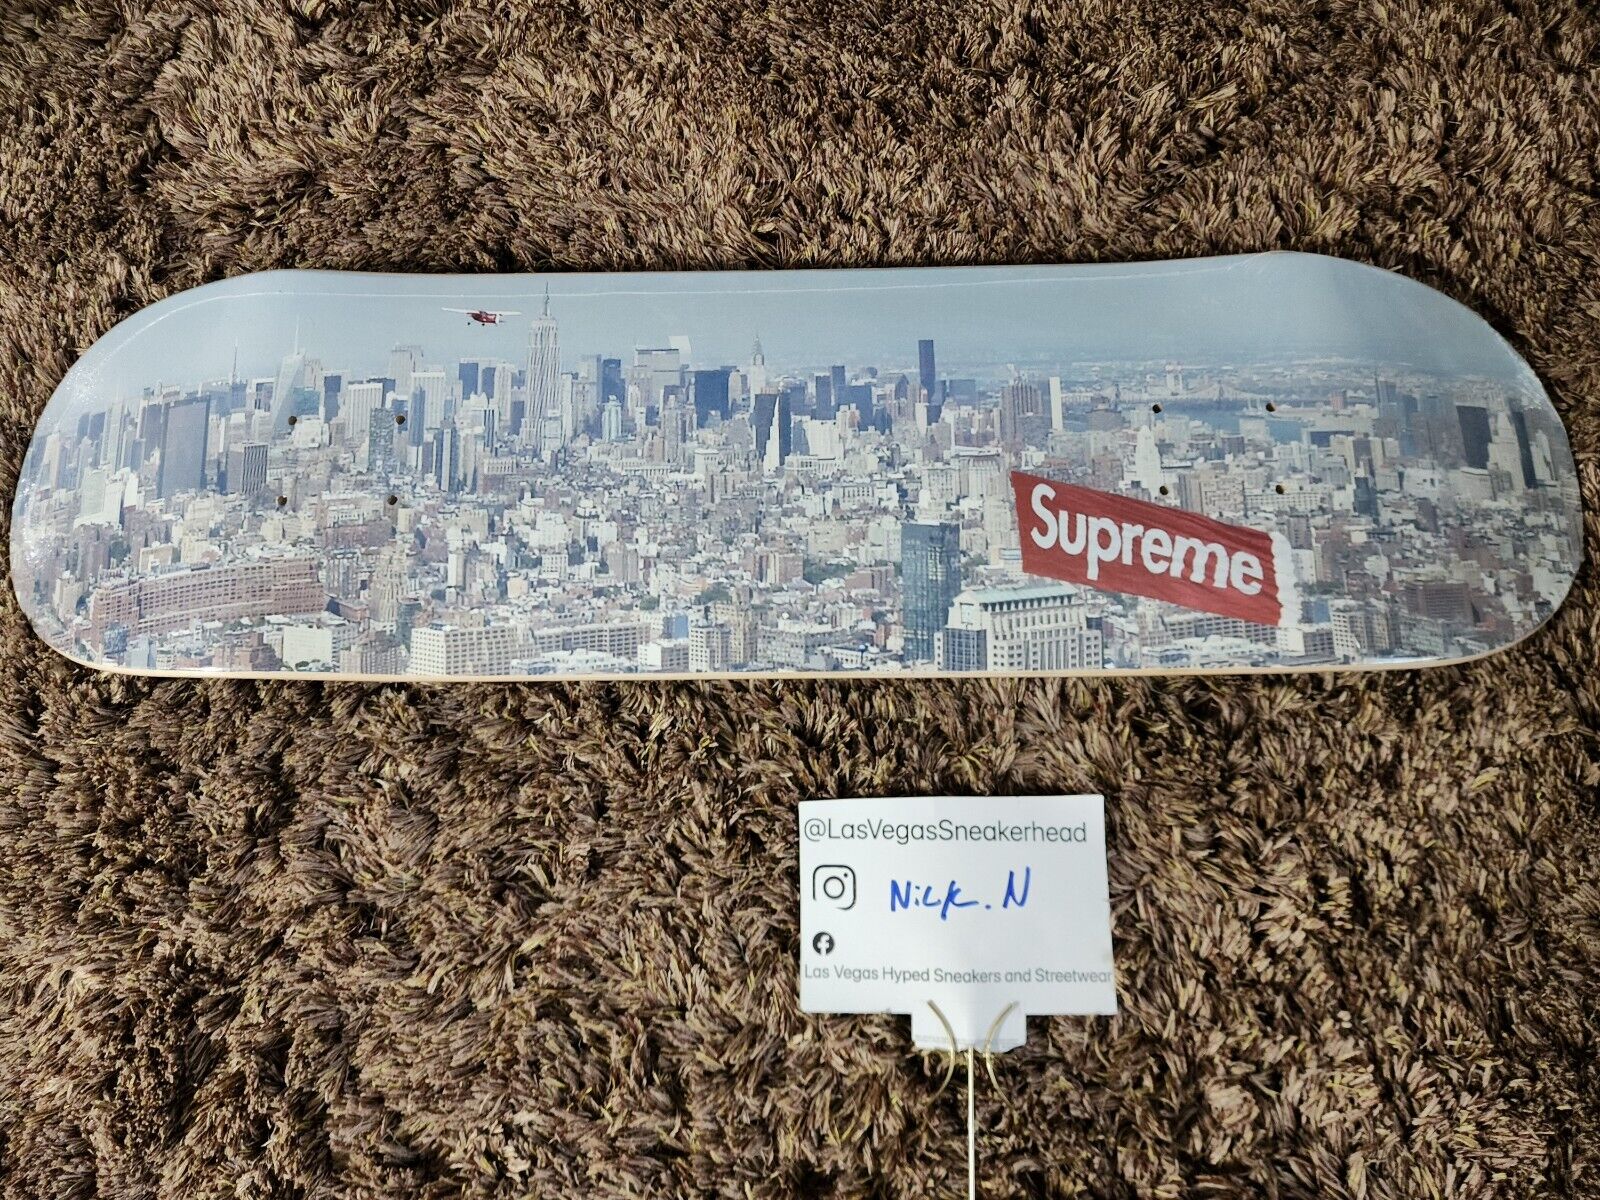 Supreme
@LasVegasSneakerhead
Nick. N
Las Vegas Hyped Sneakers and Streetwear